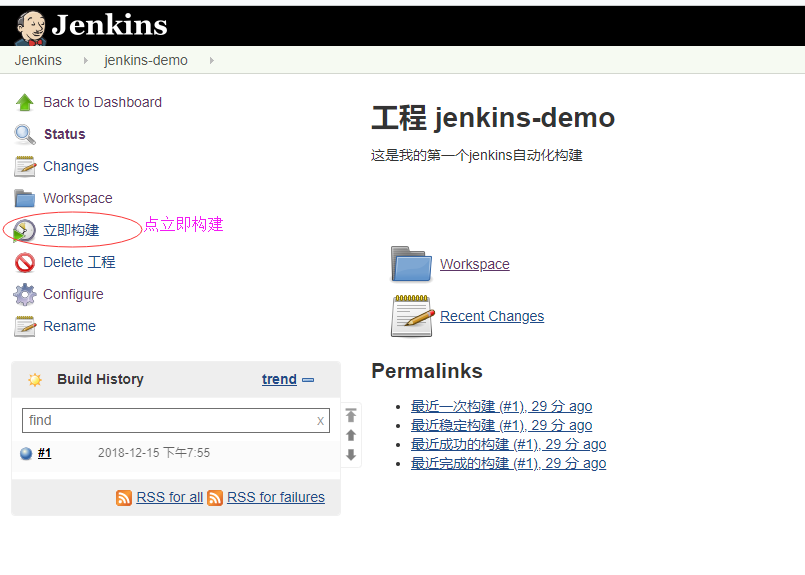 Jenkins
Jenkins jenkins-demo
Back to Dashboard
Status
Changes
Workspace
立即构建 点立即构建
Delete 工程
Configure
Rename
Build History trend
find x
#1 2018-12-15 下午7:55
RSS for all RSS for failures
工程 jenkins-demo
这是我的第一个jenkins自动化构建
Workspace
Recent Changes
Permalinks
最近一次构建 (#1), 29 分 ago
最近稳定构建 (#1), 29 分 ago
最近成功的构建 (#1), 29 分 ago
最近完成的构建 (#1), 29 分 ago